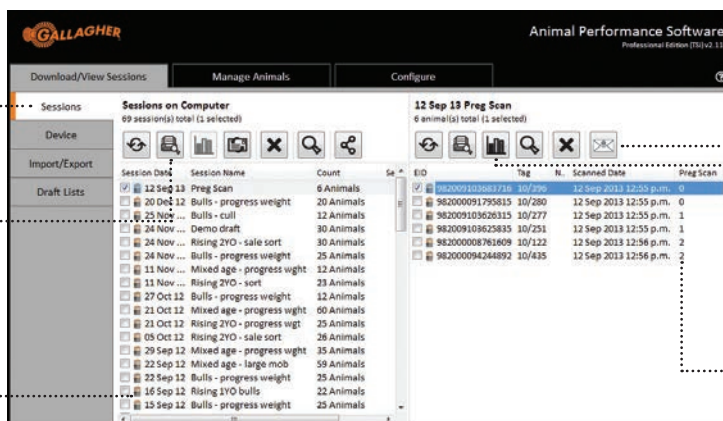 GALLAGHER
Animal Performance Software
Professional Edition (TSi) v2.11
Download/View Sessions
Manage Animals
Configure
Sessions
Device
Import/Export
Draft Lists
Sessions on Computer
69 session(s) total (1 selected)
Session Date Session Name Count Se
12 Sep 13 Preg Scan 6 Animals
20 Dec 12 Bulls - progress weight 20 Animals
25 Nov ... Bulls - cull 12 Animals
24 Nov ... Demo draft 30 Animals
24 Nov ... Rising 2YO - sale sort 30 Animals
24 Nov ... Bulls - progress weight 25 Animals
11 Nov ... Mixed age - progress wght 12 Animals
11 Nov ... Rising 2YO - sort 23 Animals
27 Oct 12 Bulls - progress weight 12 Animals
21 Oct 12 Mixed age - progress wght 60 Animals
21 Oct 12 Rising 2YO - progress wgt 25 Animals
05 Oct 12 Rising 2YO - sale sort 26 Animals
29 Sep 12 Mixed age - progress wght 35 Animals
22 Sep 12 Mixed age - large mob 59 Animals
22 Sep 12 Bulls - progress weight 25 Animals
16 Sep 12 Rising 1YO bulls 22 Animals
15 Sep 12 Bulls - progress weight 25 Animals
12 Sep 13 Preg Scan
6 animal(s) total (1 selected)
EID Tag N.. Scanned Date Preg Scan
982009103683716 10/396 12 Sep 2013 12:55 p.m. 0
982000091795815 10/280 12 Sep 2013 12:55 p.m. 0
982009103626315 10/277 12 Sep 2013 12:55 p.m. 1
982009103625835 10/251 12 Sep 2013 12:55 p.m. 1
982000008761609 10/122 12 Sep 2013 12:56 p.m. 2
982000094244892 10/435 12 Sep 2013 12:56 p.m. 2